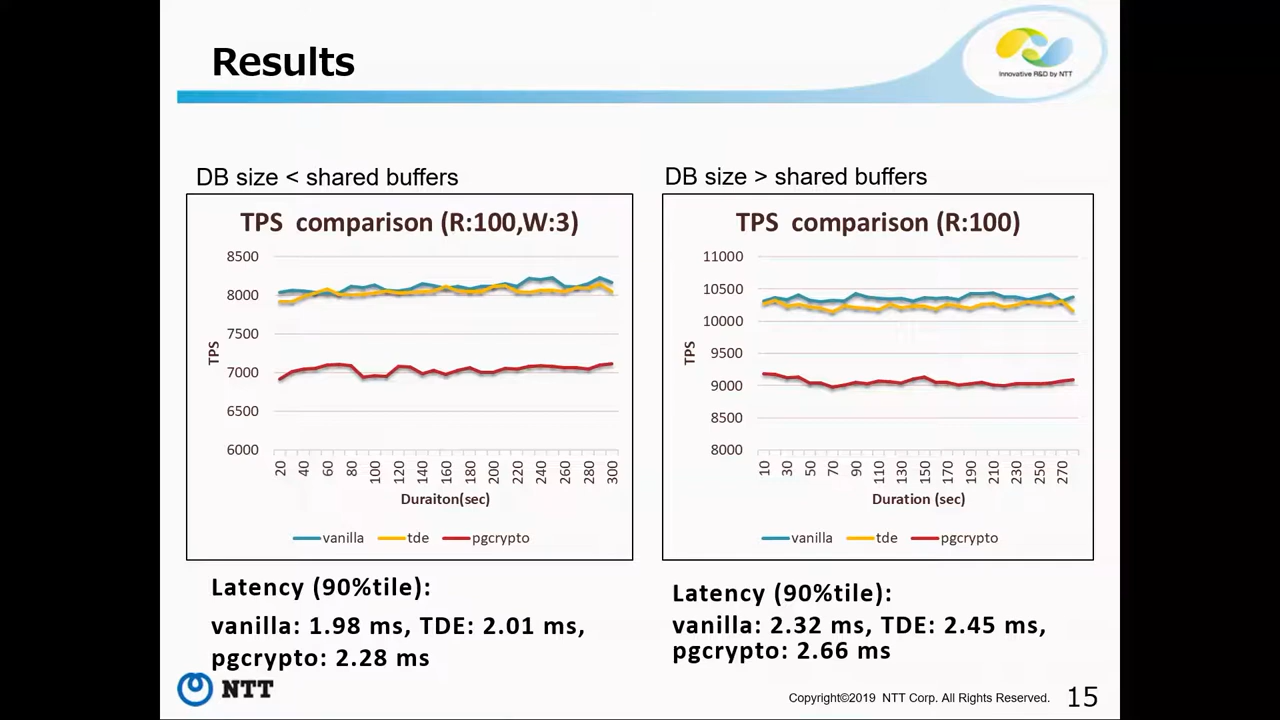 Results
Innovative R&D by NTT
DB size < shared buffers
TPS comparison (R:100,W:3)
8500
8000
7500
7000
6500
6000
TPS
20 40 60 80 100 120 140 160 180 200 220 240 260 280 300
Duraiton(sec)
vanilla tde pgcrypto
Latency (90%tile):
vanilla: 1.98 ms, TDE: 2.01 ms,
pgcrypto: 2.28 ms
DB size > shared buffers
TPS comparison (R:100)
11000
10500
10000
9500
9000
8500
8000
TPS
10 30 50 70 90 110 130 150 170 190 210 230 250 270
Duration (sec)
vanilla tde pgcrypto
Latency (90%tile):
vanilla: 2.32 ms, TDE: 2.45 ms,
pgcrypto: 2.66 ms
NTT
Copyright©2019 NTT Corp. All Rights Reserved.
15